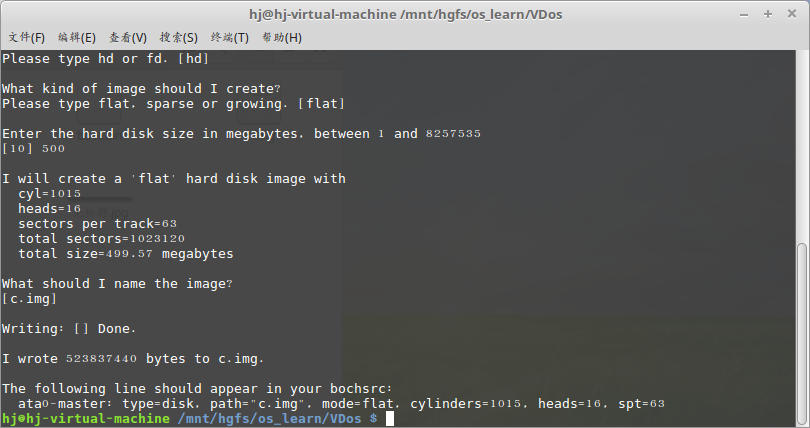 hj@hj-virtual-machine /mnt/hgfs/os_learn/VDos
文件(F) 编辑(E) 查看(V) 搜索(S) 终端(T) 帮助(H)
Please type hd or fd. [hd]
What kind of image should I create?
Please type flat, sparse or growing. [flat]
Enter the hard disk size in megabytes, between 1 and 8257535
[10] 500
I will create a 'flat' hard disk image with
cyl=1015
heads=16
sectors per track=63
total sectors=1023120
total size=499.57 megabytes
What should I name the image?
[c.img]
Writing: [] Done.
I wrote 523837440 bytes to c.img.
The following line should appear in your bochsrc:
ata0-master: type=disk, path="c.img", mode=flat, cylinders=1015, heads=16, spt=63
hj@hj-virtual-machine /mnt/hgfs/os_learn/VDos $